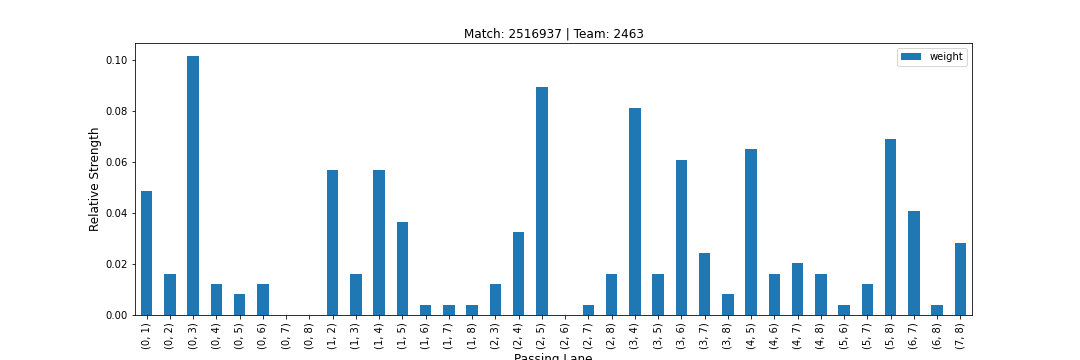 Match: 2516937 | Team: 2463
weight
Relative Strength
0.10
0.08
0.06
0.04
0.02
0.00
(0, 1) (0, 2) (0, 3) (0, 4) (0, 5) (0, 6) (0, 7) (0, 8) (1, 2) (1, 3) (1, 4) (1, 5) (1, 6) (1, 7) (1, 8) (2, 3) (2, 4) (2, 5) (2, 6) (2, 7) (2, 8) (3, 4) (3, 5) (3, 6) (3, 7) (3, 8) (4, 5) (4, 6) (4, 7) (4, 8) (5, 6) (5, 7) (5, 8) (6, 7) (6, 8) (7, 8)
Passing Lane